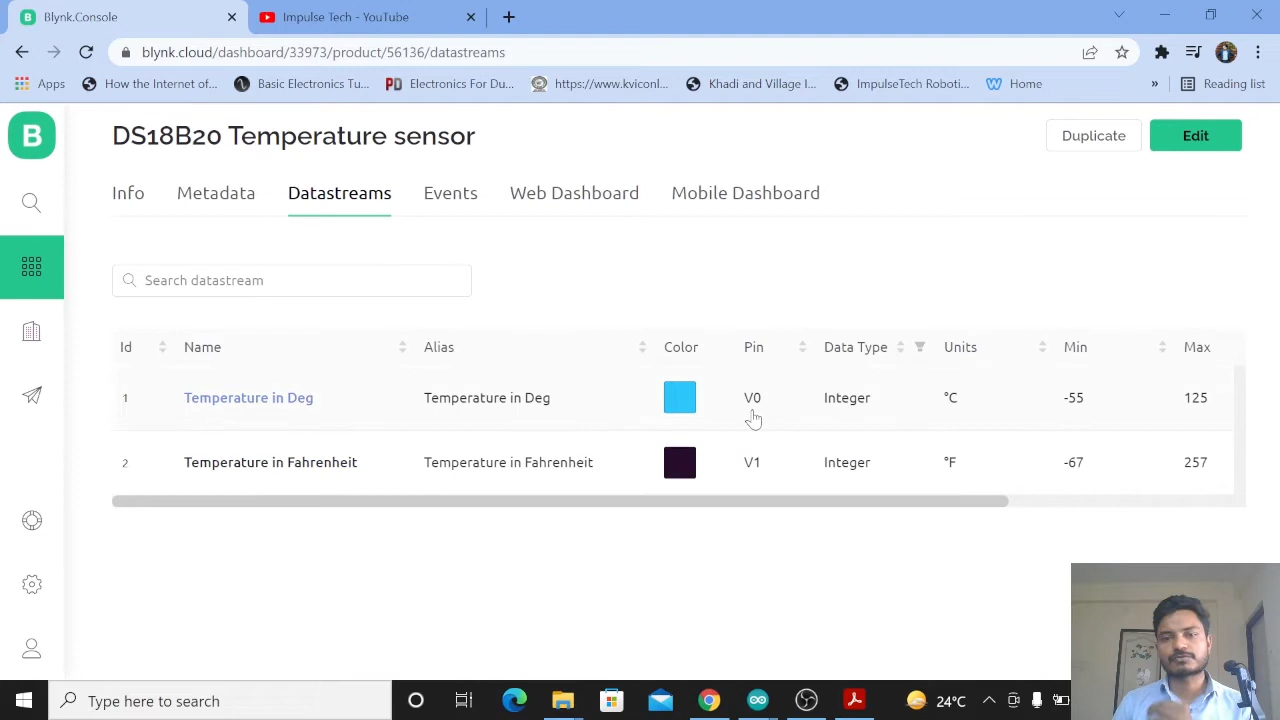 Blynk.Console
Impulse Tech - YouTube
blynk.cloud/dashboard/33973/product/56136/datastreams
Apps
How the Internet of...
Basic Electronics Tu...
PD Electronics For Du...
https://www.kviconl...
Khadi and Village I...
ImpulseTech Roboti...
Home
»
Reading list
B
DS18B20 Temperature sensor
Duplicate
Edit
Info Metadata Datastreams Events Web Dashboard Mobile Dashboard
Search datastream
Id Name Alias Color Pin Data Type Units Min Max
1 Temperature in Deg Temperature in Deg V0 Integer °C -55 125
2 Temperature in Fahrenheit Temperature in Fahrenheit V1 Integer °F -67 257
Type here to search
24°C